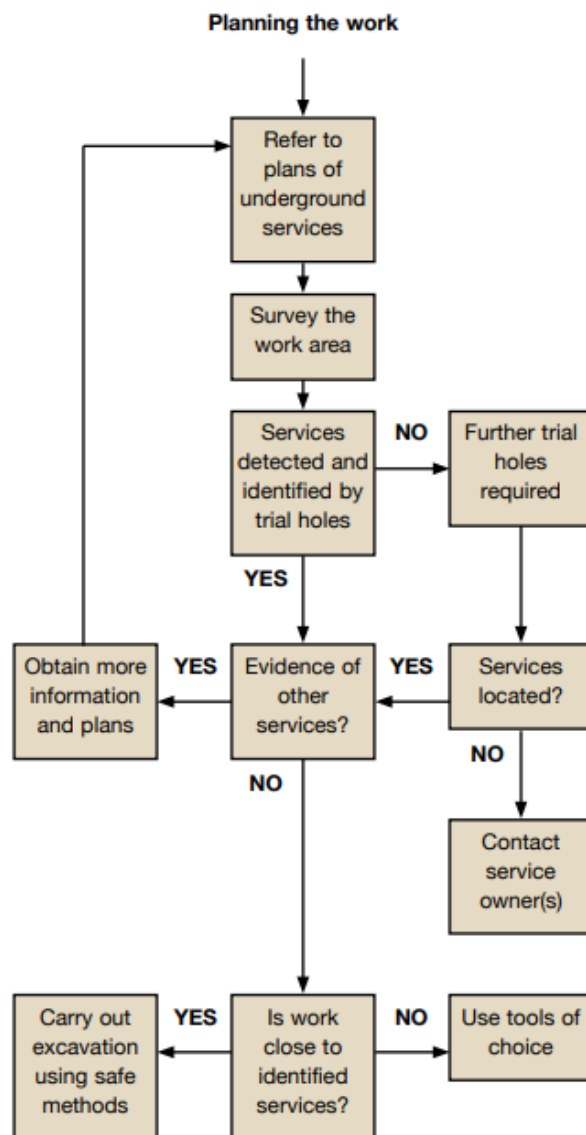 Planning the work
Refer to
plans of
underground
services
Survey the
work area
Services
detected and
identified by
trial holes
NO
Further trial
holes
required
YES
Obtain more
information
and plans
YES
Evidence of
other
services?
YES
Services
located?
NO
NO
Contact
service
owner(s)
Carry out
excavation
using safe
methods
YES
Is work
close to
identified
services?
NO
Use tools of
choice